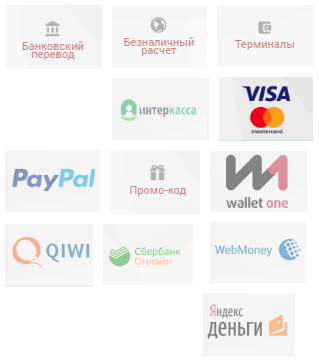 Банковский
перевод
Безналичный
расчет
Терминалы
интеркасса
VISA
mastercard.
PayPal
Промо-код
wallet one
QIWI
Сбербанк
Онлайн
WebMoney
Яндекс
деньги